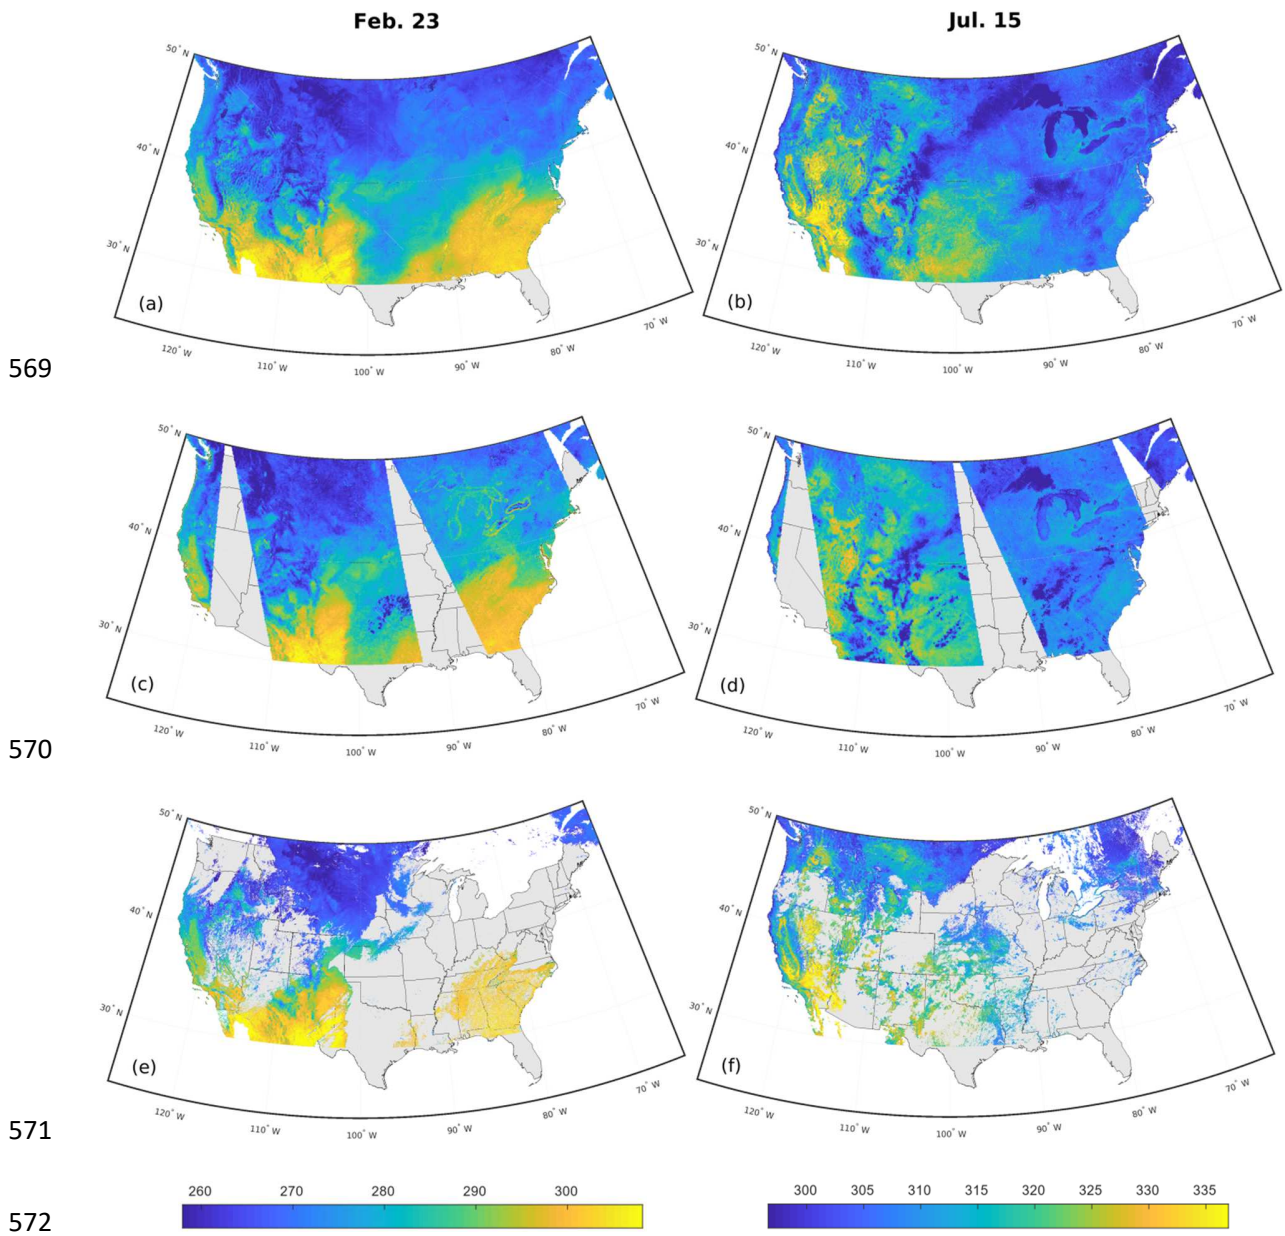 Feb. 23 Jul. 15
50° N 50° N
40° N 40° N
30° N 30° N
(a) (b)
120° W 110° W 100° W 90° W 80° W 70° W 120° W 110° W 100° W 90° W 80° W 70° W
569
50° N 50° N
40° N 40° N
30° N 30° N
(c) (d)
120° W 110° W 100° W 90° W 80° W 70° W 120° W 110° W 100° W 90° W 80° W 70° W
570
50° N 50° N
40° N 40° N
30° N 30° N
(e) (f)
120° W 110° W 100° W 90° W 80° W 70° W 120° W 110° W 100° W 90° W 80° W 70° W
571
260 270 280 290 300 300 305 310 315 320 325 330 335
572